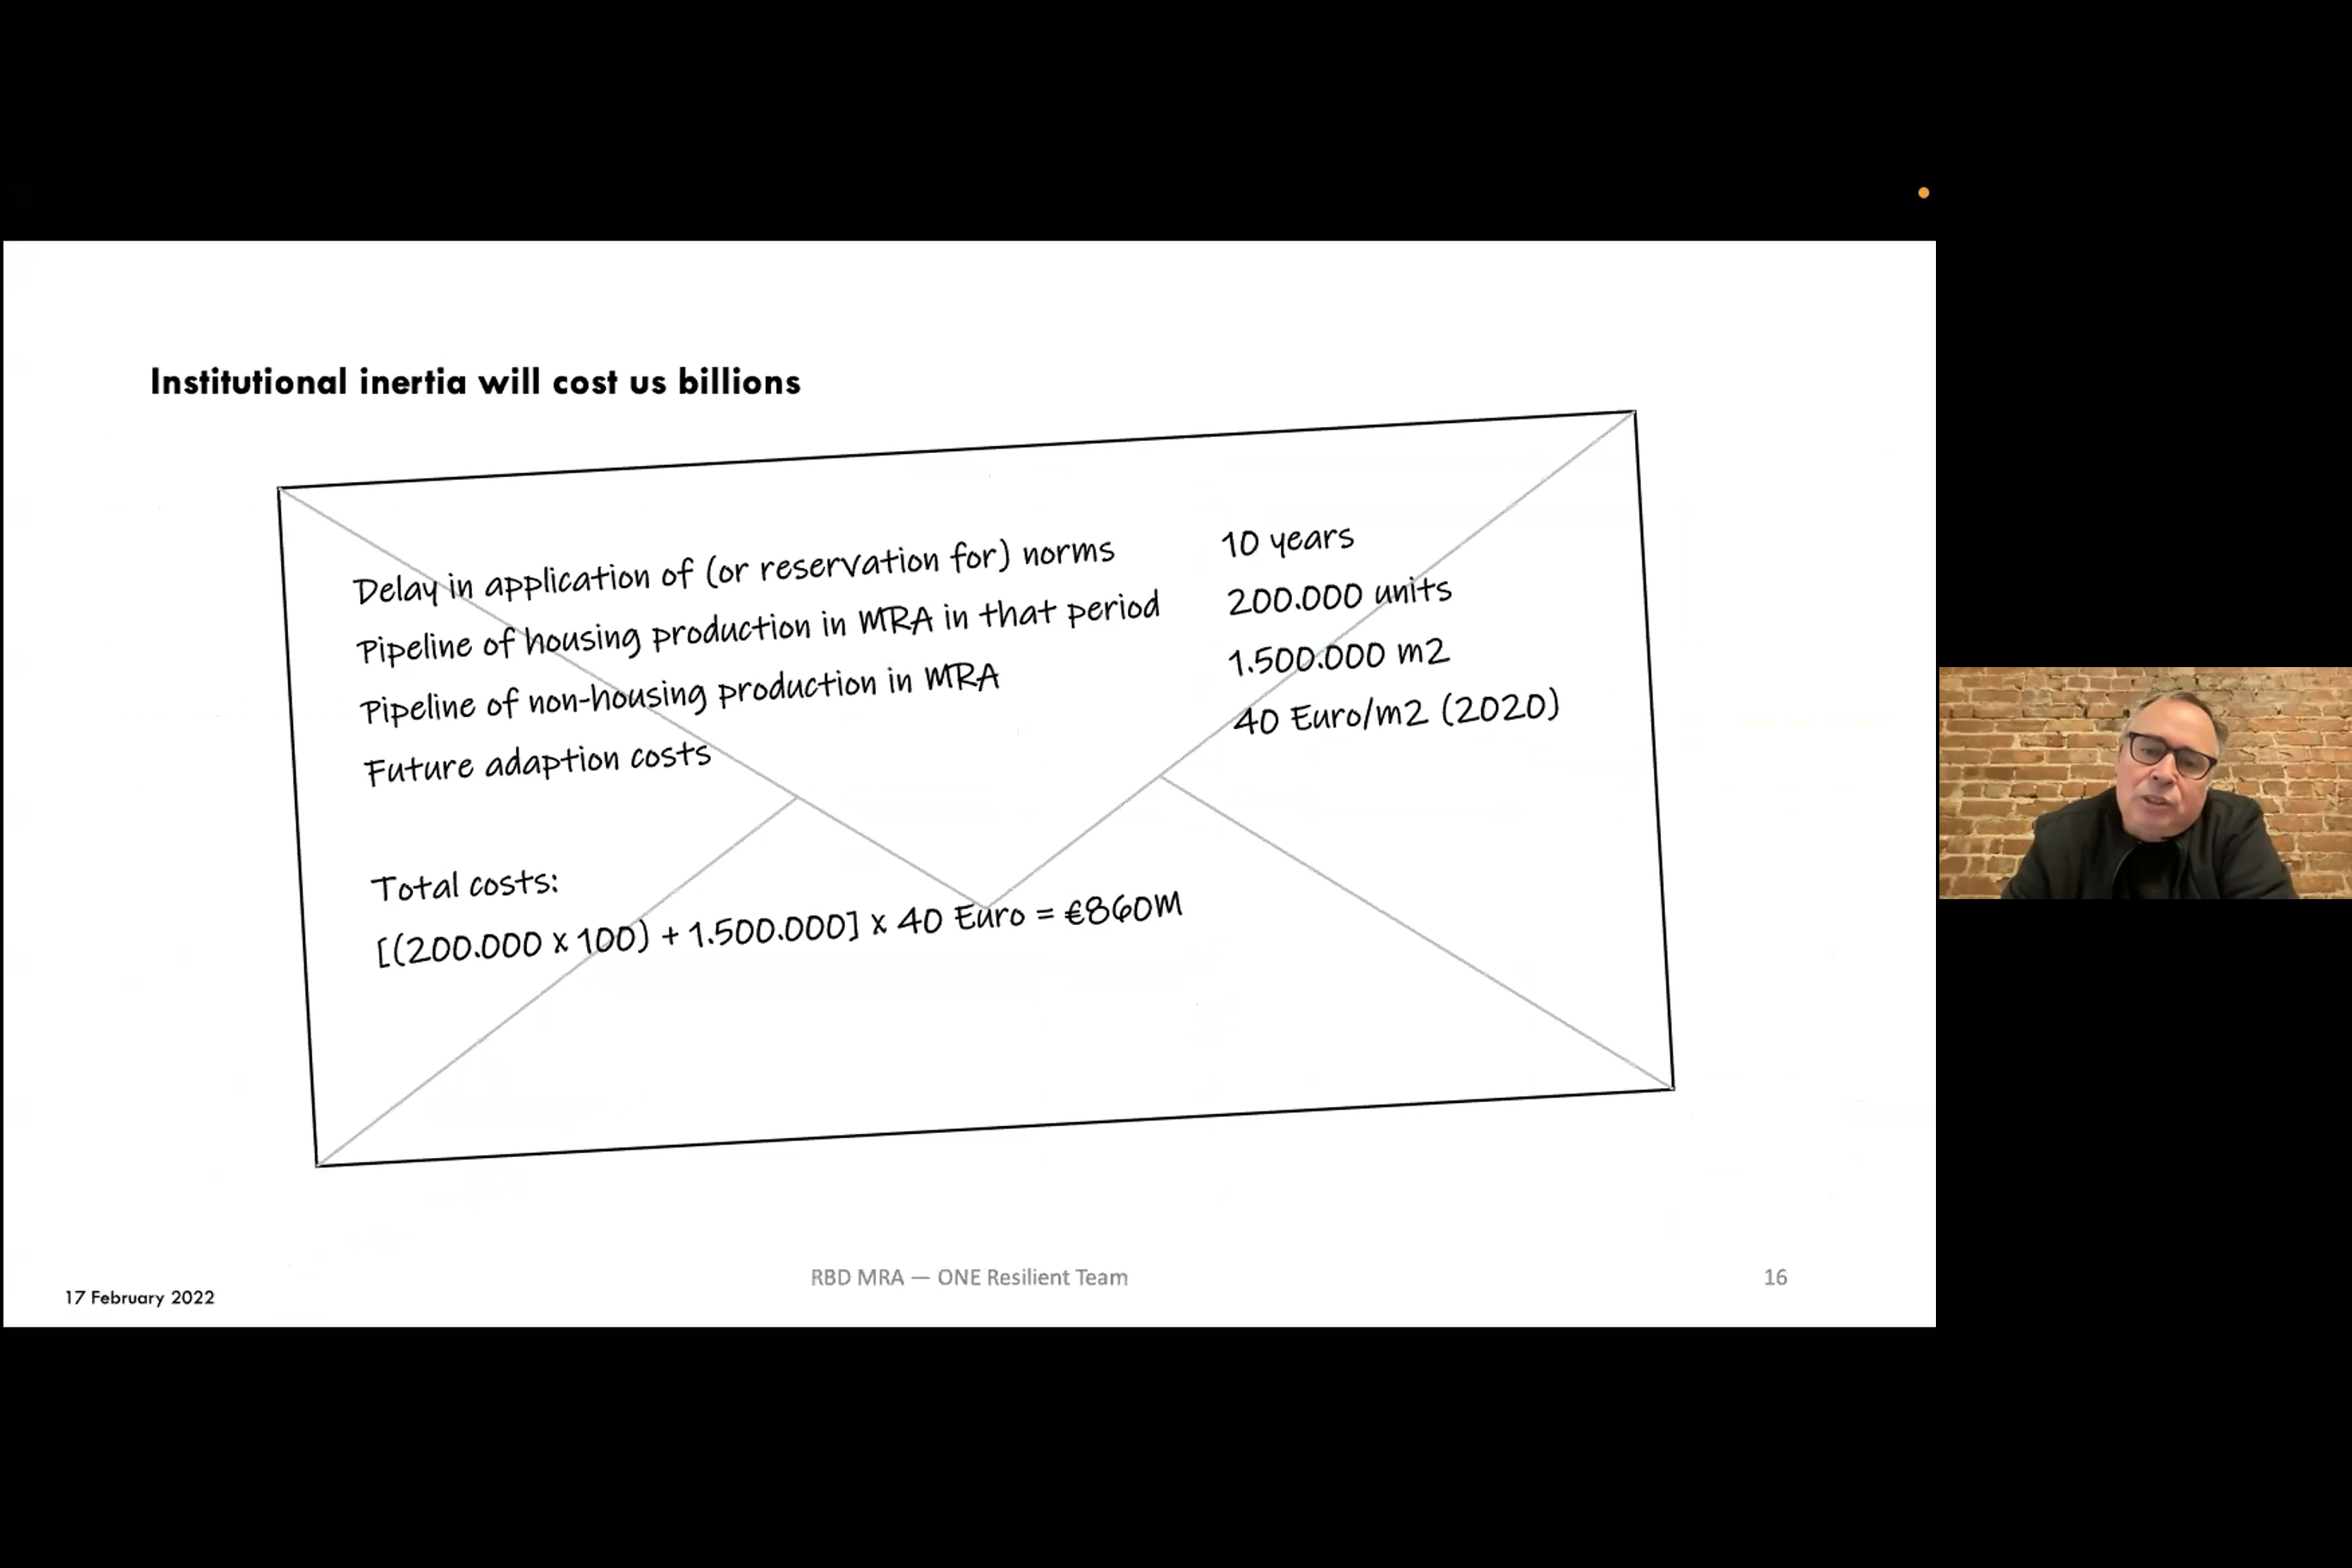 Institutional inertia will cost us billions
Delay in application of (or reservation for) norms 10 years
Pipeline of housing production in MRA in that period 200.000 units
Pipeline of non-housing production in MRA 1.500.000 m2
Future adaption costs 40 Euro/m2 (2020)
Total costs:
[(200.000 x 100) + 1.500.000] x 40 Euro = €860M
17 February 2022
RBD MRA — ONE Resilient Team
16